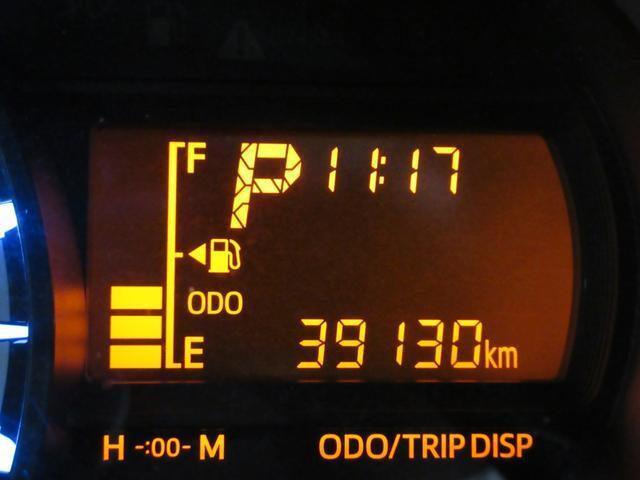 F P 11:17
ODO
E 39130km
H -:00- M ODO/TRIP DISP